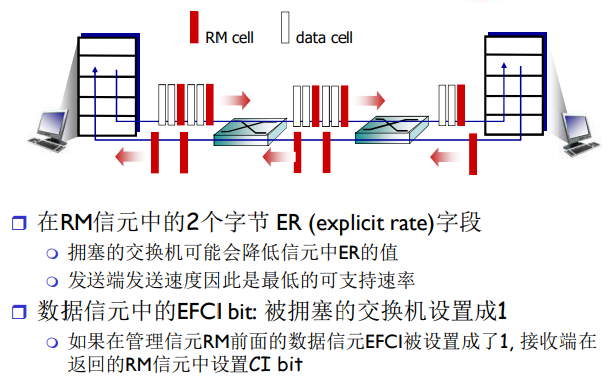 RM cell data cell
在RM信元中的2个字节 ER (explicit rate)字段
拥塞的交换机可能会降低信元中ER的值
发送端发送速度因此是最低的可支持速率
数据信元中的EFCI bit: 被拥塞的交换机设置成1
如果在管理信元RM前面的数据信元EFCI被设置成了1, 接收端在
返回的RM信元中设置CI bit